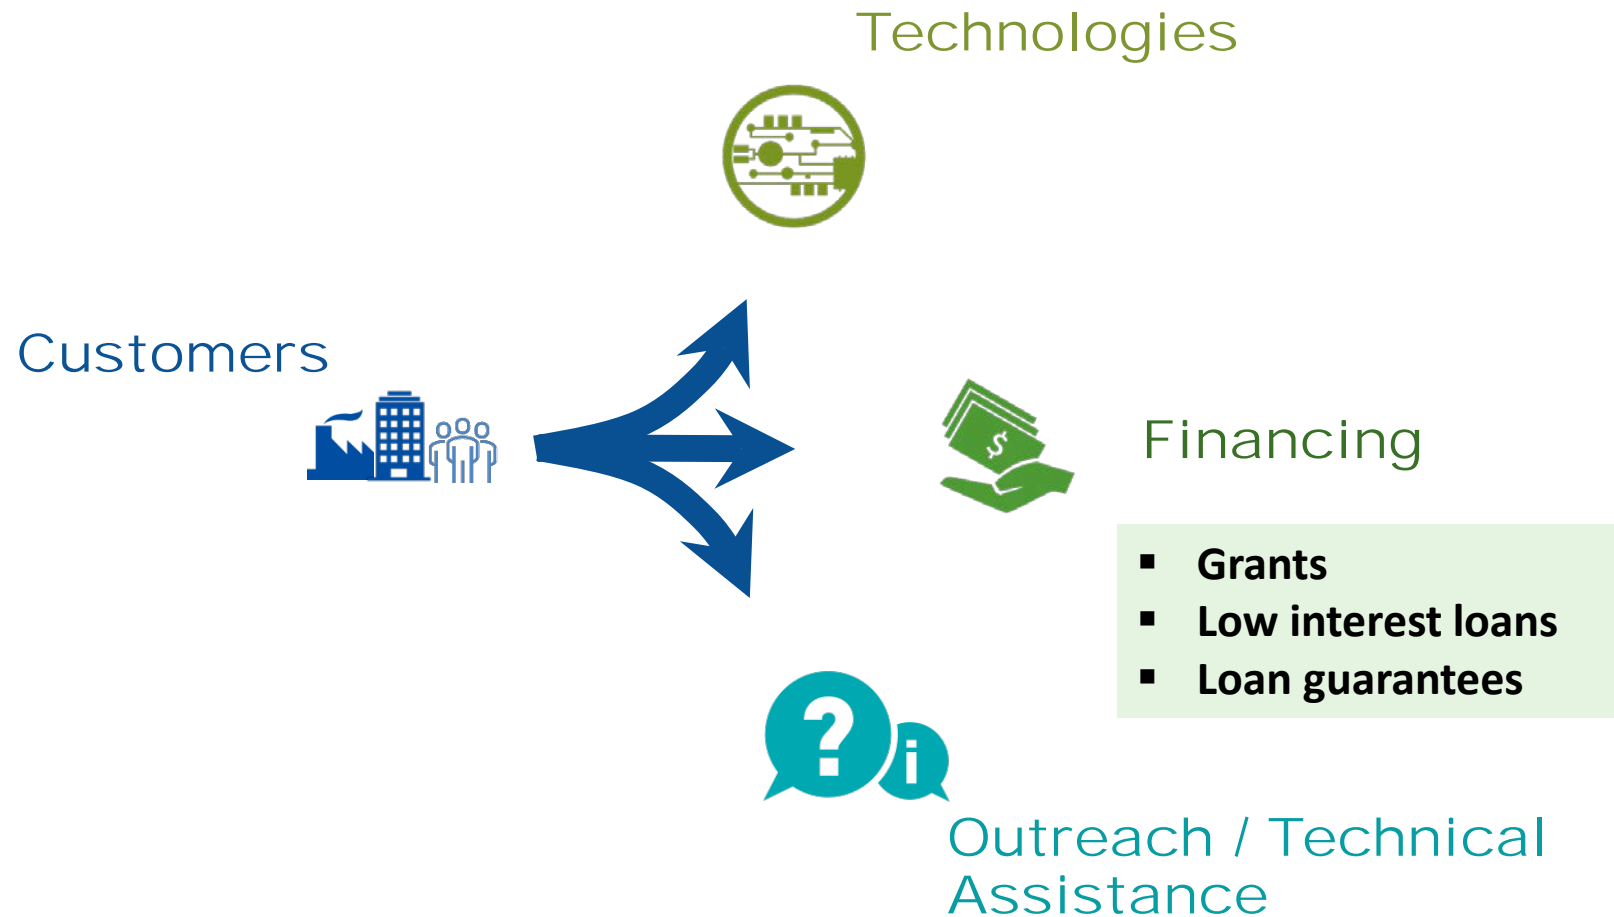 Technologies
Customers
Financing
▪ Grants
▪ Low interest loans
▪ Loan guarantees
Outreach / Technical
Assistance